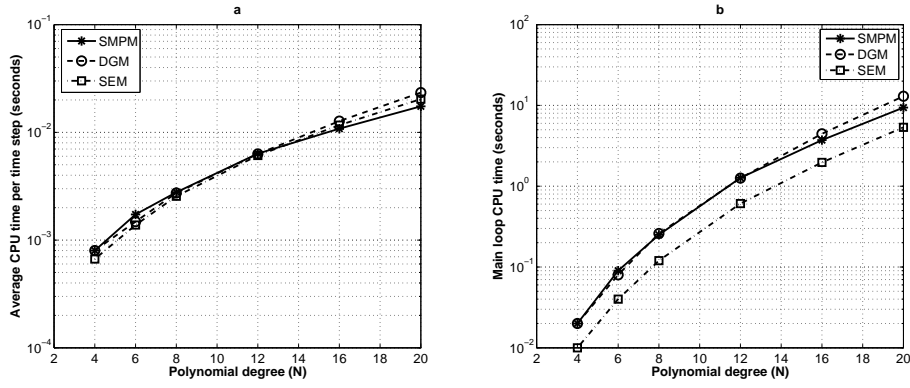 a
Average CPU time per time step (seconds)
10^-1
10^-2
10^-3
10^-4
SMPM
DGM
SEM
2 4 6 8 10 12 14 16 18 20
Polynomial degree (N)
b
Main loop CPU time (seconds)
10^2
10^1
10^0
10^-1
10^-2
SMPM
DGM
SEM
2 4 6 8 10 12 14 16 18 20
Polynomial degree (N)